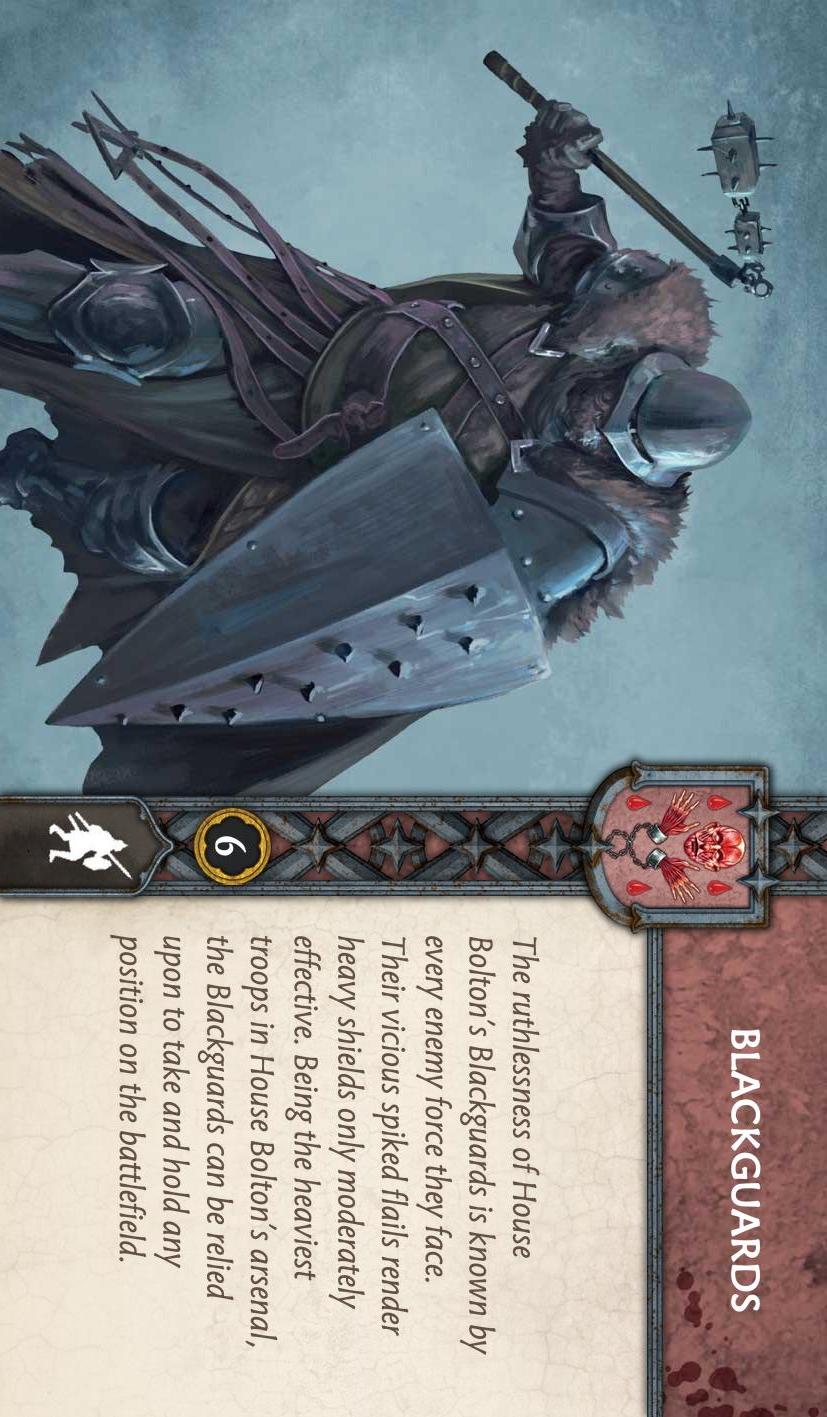 BLACKGUARDS
The ruthlessness of House
Bolton's Blackguards is known by
every enemy force they face.
Their vicious spiked flails render
heavy shields only moderately
effective. Being the heaviest
troops in House Bolton's arsenal,
the Blackguards can be relied
upon to take and hold any
position on the battlefield.
6